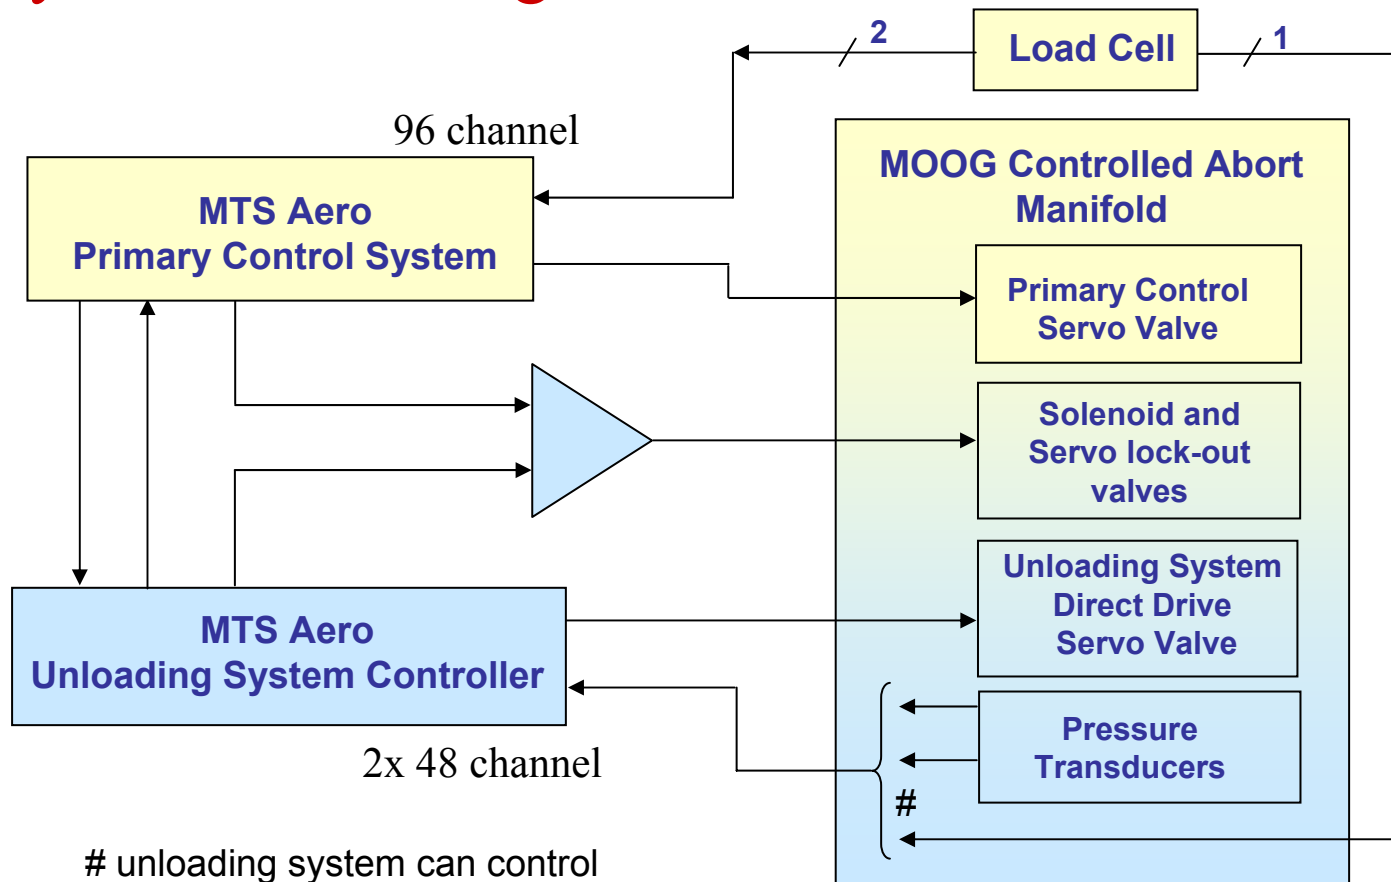 2
Load Cell
1
96 channel
MOOG Controlled Abort
Manifold
MTS Aero
Primary Control System
Primary Control
Servo Valve
Solenoid and
Servo lock-out
valves
Unloading System
Direct Drive
Servo Valve
MTS Aero
Unloading System Controller
Pressure
Transducers
2x 48 channel
#
# unloading system can control